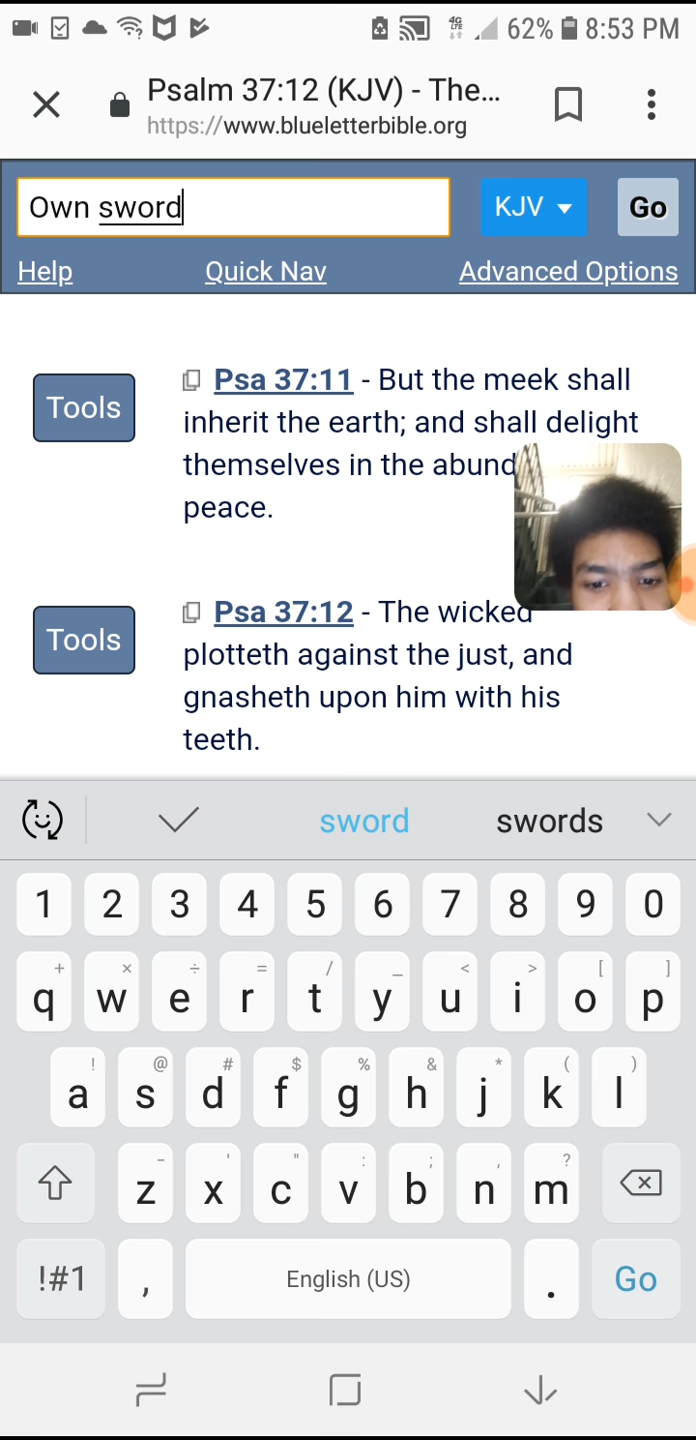 4G LTE 62% 8:53 PM
Psalm 37:12 (KJV) - The...
https://www.blueletterbible.org
Own sword KJV Go
Help Quick Nav Advanced Options
Tools Psa 37:11 - But the meek shall
inherit the earth; and shall delight
themselves in the abund
peace.
Tools Psa 37:12 - The wicked
plotteth against the just, and
gnasheth upon him with his
teeth.
sword swords
1 2 3 4 5 6 7 8 9 0
+ × ÷ = / _ < > [ ]
q w e r t y u i o p
! @ # $ % & * ( )
a s d f g h j k l
- ' " : ; , ?
z x c v b n m
!#1 , English (US) . Go